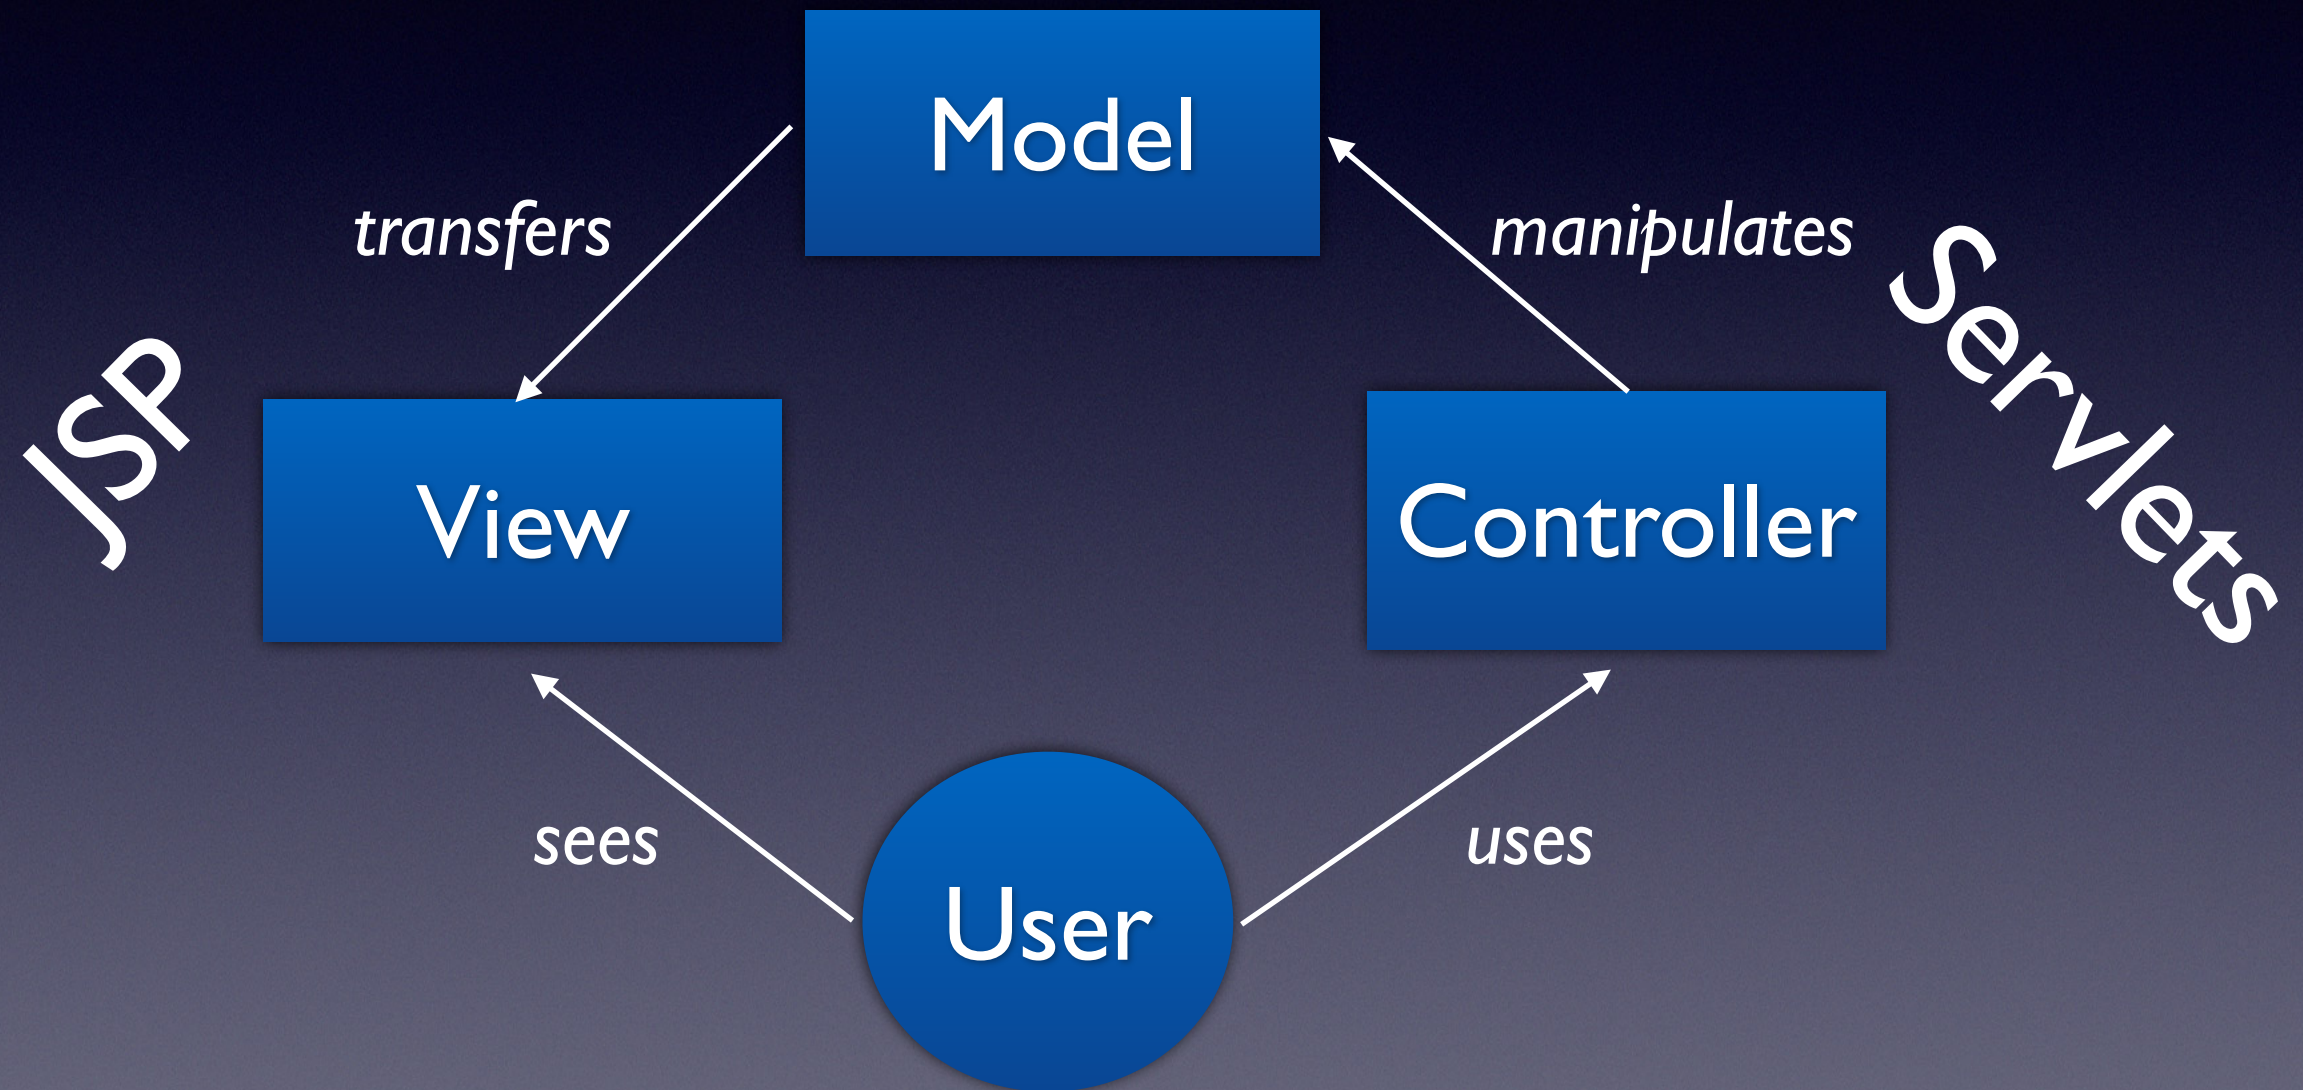 Model
transfers
manipulates
JSP
Servlets
View
Controller
sees
uses
User